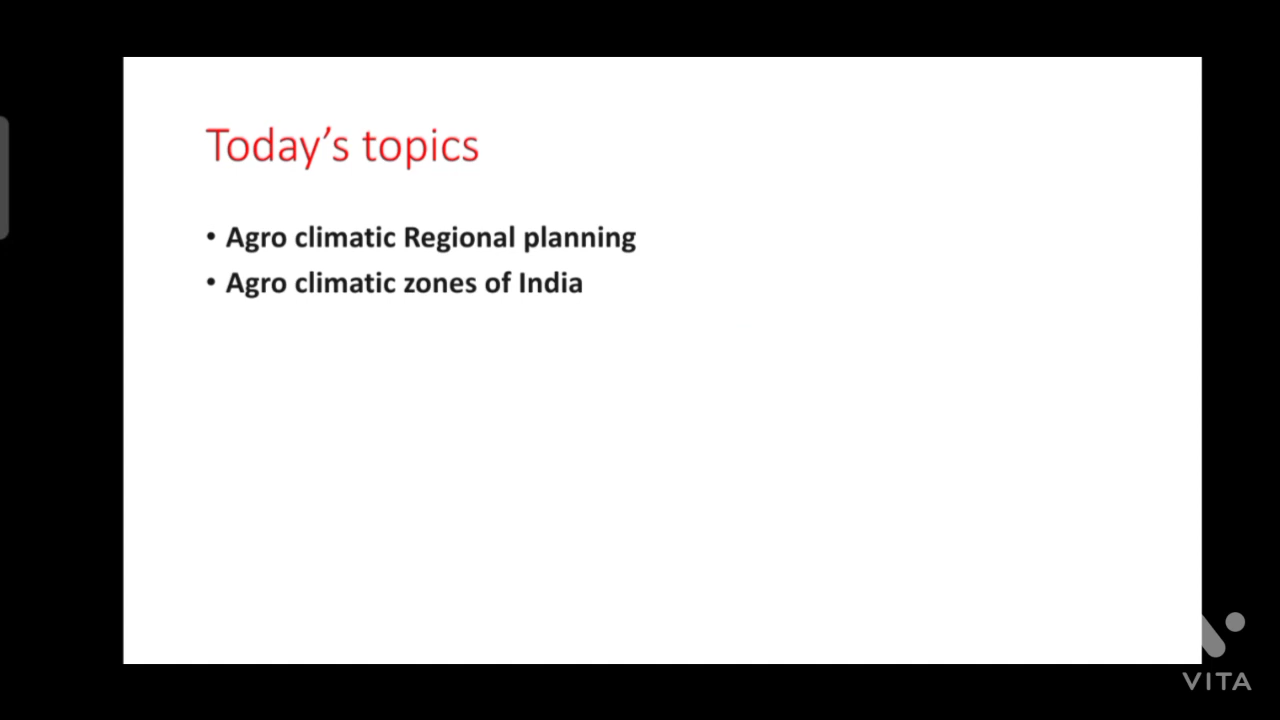 Today's topics
• Agro climatic Regional planning
• Agro climatic zones of India
VITA